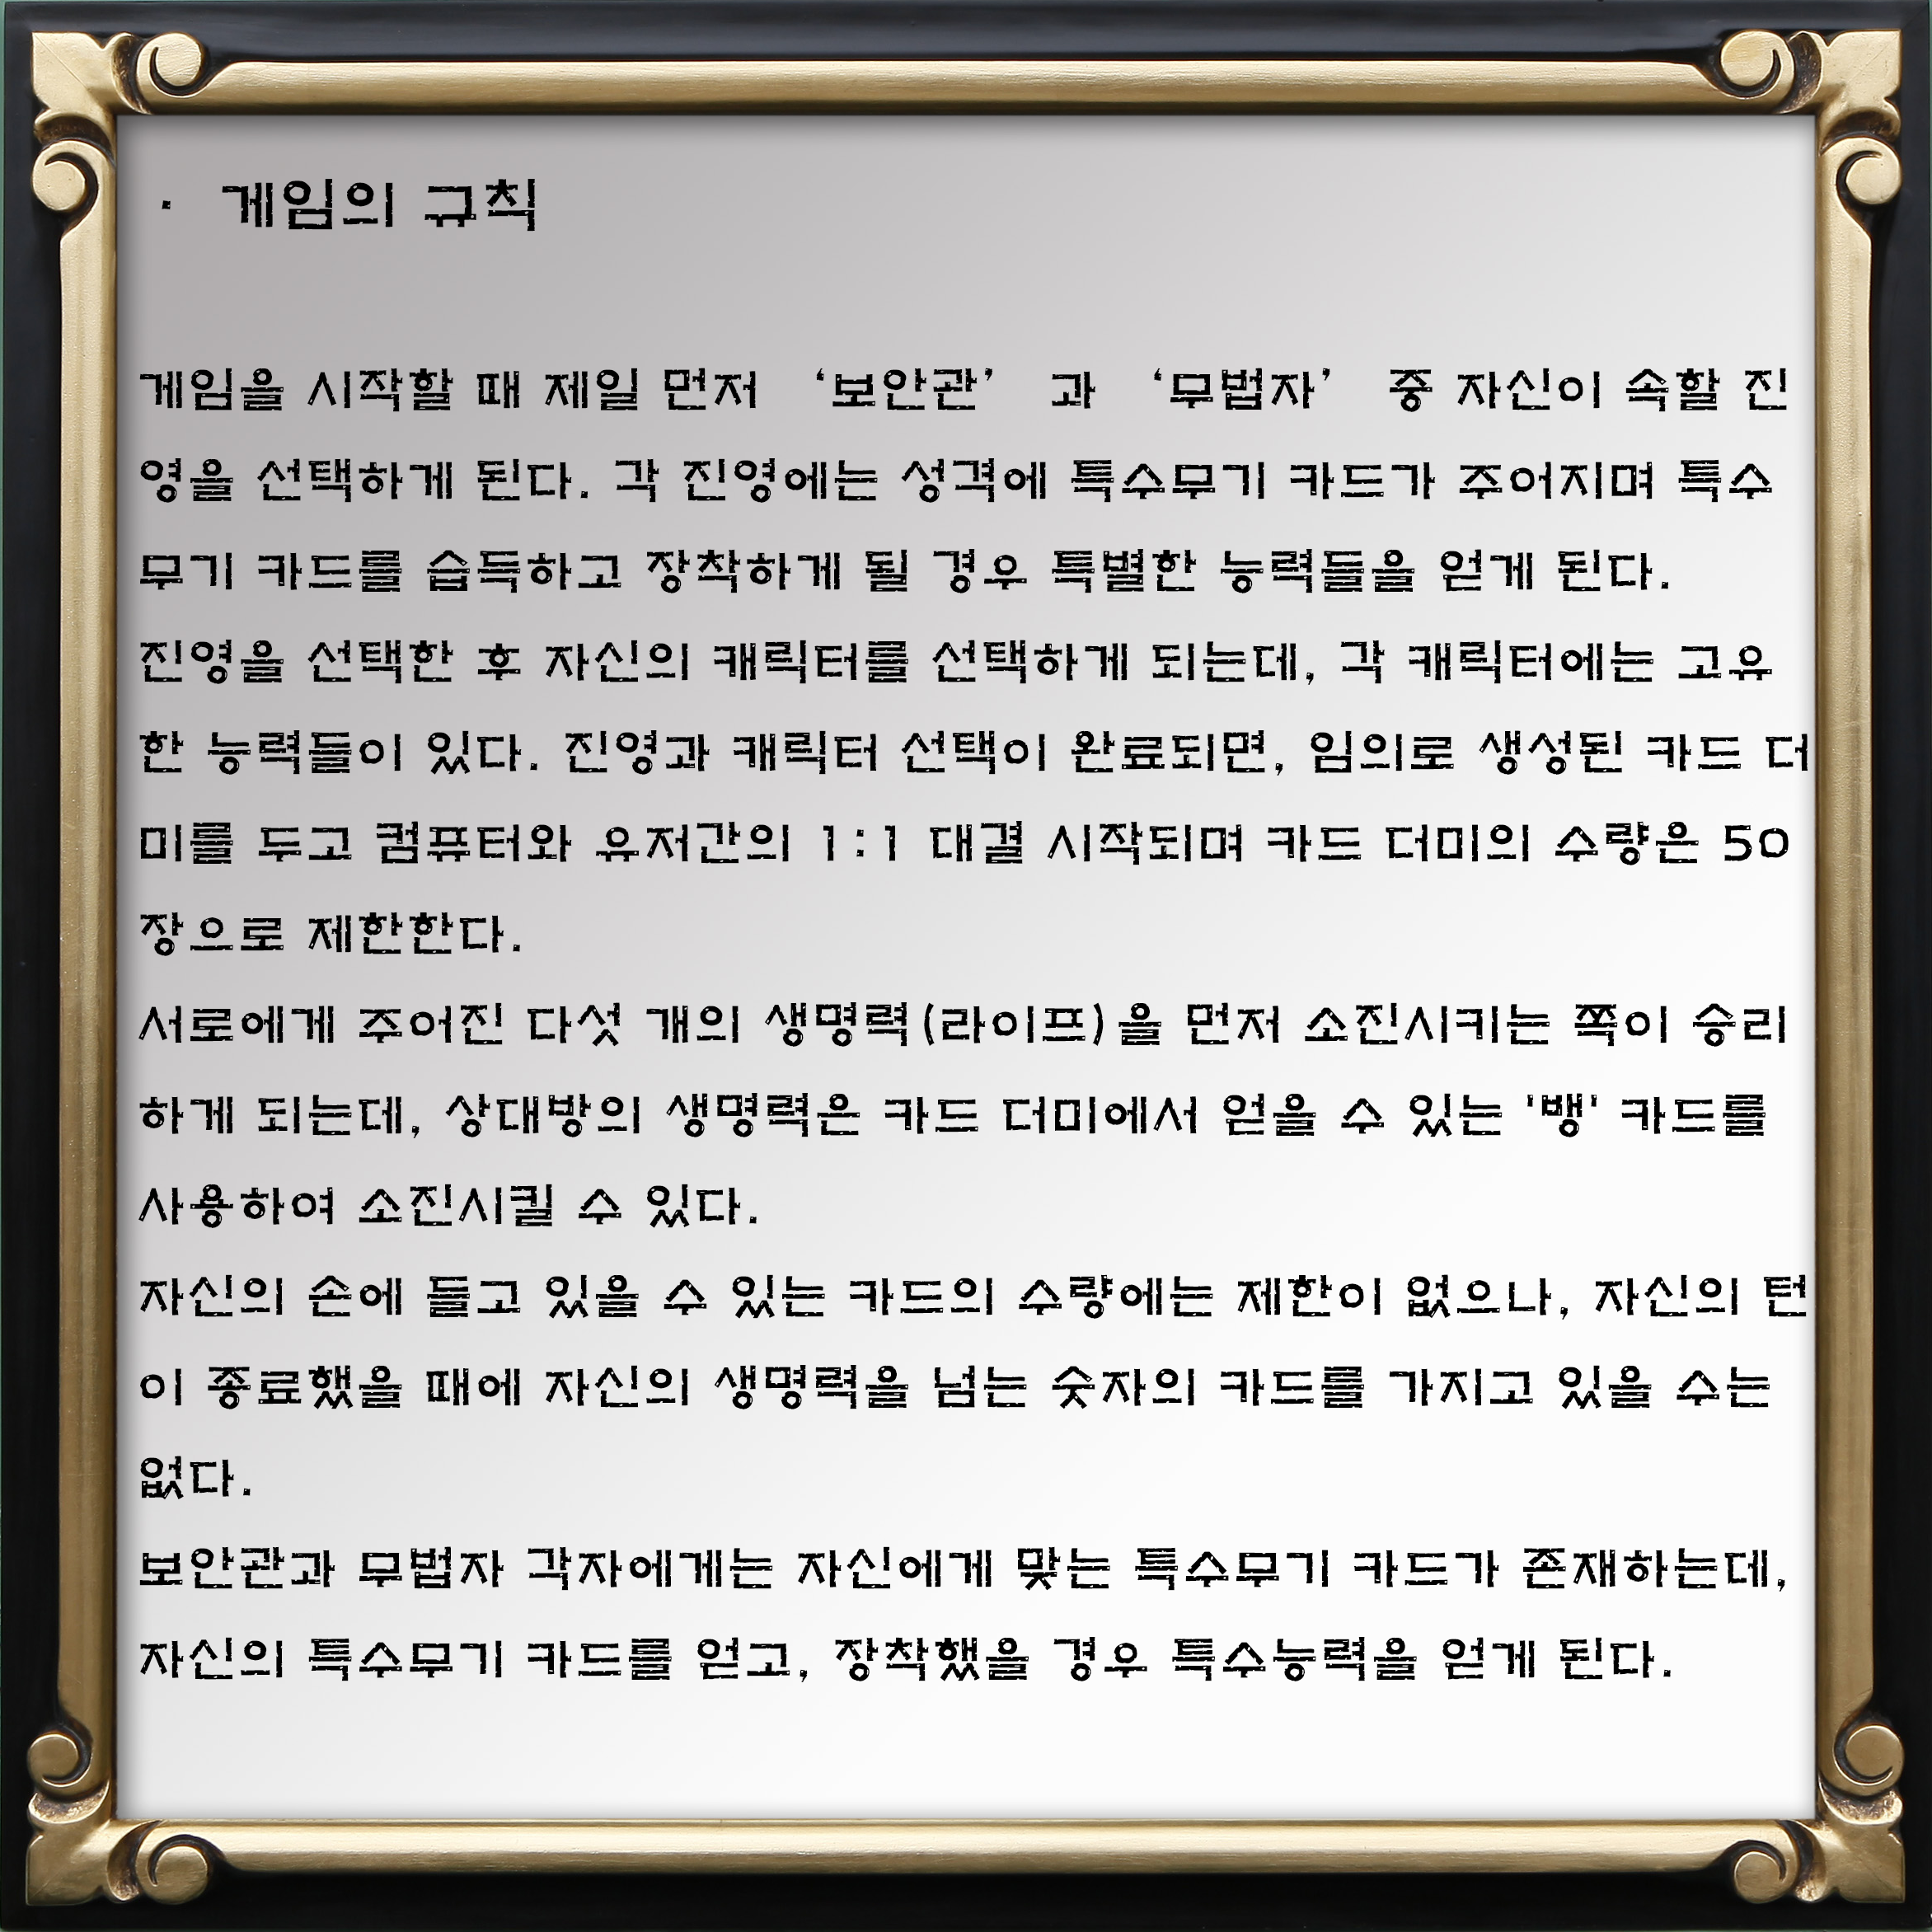 · 게임의 규칙
게임을 시작할 때 제일 먼저 ‘보안관’ 과 ‘무법자’ 중 자신이 속할 진
영을 선택하게 된다. 각 진영에는 성격에 특수무기 카드가 주어지며 특수
무기 카드를 습득하고 장착하게 될 경우 특별한 능력들을 얻게 된다.
진영을 선택한 후 자신의 캐릭터를 선택하게 되는데, 각 캐릭터에는 고유
한 능력들이 있다. 진영과 캐릭터 선택이 완료되면, 임의로 생성된 카드 더
미를 두고 컴퓨터와 유저간의 1:1 대결 시작되며 카드 더미의 수량은 50
장으로 제한한다.
서로에게 주어진 다섯 개의 생명력(라이프)을 먼저 소진시키는 쪽이 승리
하게 되는데, 상대방의 생명력은 카드 더미에서 얻을 수 있는 '뱅' 카드를
사용하여 소진시킬 수 있다.
자신의 손에 들고 있을 수 있는 카드의 수량에는 제한이 없으나, 자신의 턴
이 종료했을 때에 자신의 생명력을 넘는 숫자의 카드를 가지고 있을 수는
없다.
보안관과 무법자 각자에게는 자신에게 맞는 특수무기 카드가 존재하는데,
자신의 특수무기 카드를 얻고, 장착했을 경우 특수능력을 얻게 된다.